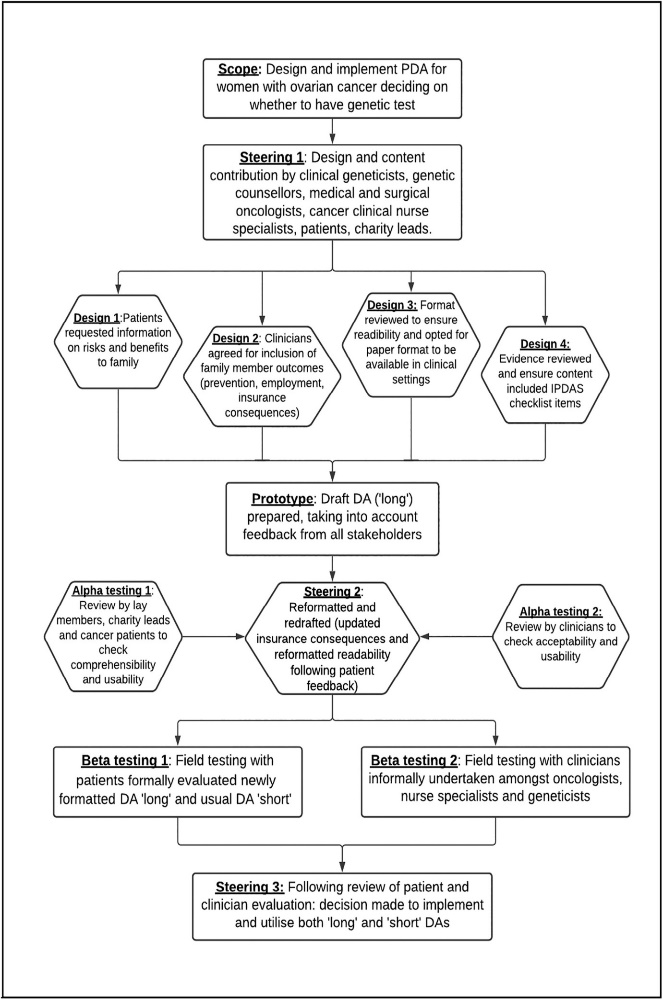 Scope: Design and implement PDA for
women with ovarian cancer deciding on
whether to have genetic test
Steering 1: Design and content
contribution by clinical geneticists, genetic
counsellors, medical and surgical
oncologists, cancer clinical nurse
specialists, patients, charity leads.
Design 1:Patients
requested information
on risks and benefits
to family
Design 2: Clinicians
agreed for inclusion of
family member outcomes
(prevention, employment,
insurance
consequences)
Design 3: Format
reviewed to ensure
readibility and opted for
paper format to be
available in clinical
settings
Design 4:
Evidence reviewed
and ensure content
included IPDAS
checklist items
Prototype: Draft DA ('long')
prepared, taking into account
feedback from all stakeholders
Alpha testing 1:
Review by lay
members, charity leads
and cancer patients to
check
comprehensibility
and usability
Steering 2:
Reformatted and
redrafted (updated
insurance consequences and
reformatted readability
following patient
feedback)
Alpha testing 2:
Review by clinicians to
check acceptability and
usability
Beta testing 1: Field testing with
patients formally evaluated newly
formatted DA 'long' and usual DA 'short'
Beta testing 2: Field testing with clinicians
informally undertaken amongst oncologists,
nurse specialists and geneticists
Steering 3: Following review of patient and
clinician evaluation: decision made to implement
and utilise both 'long' and 'short' DAs